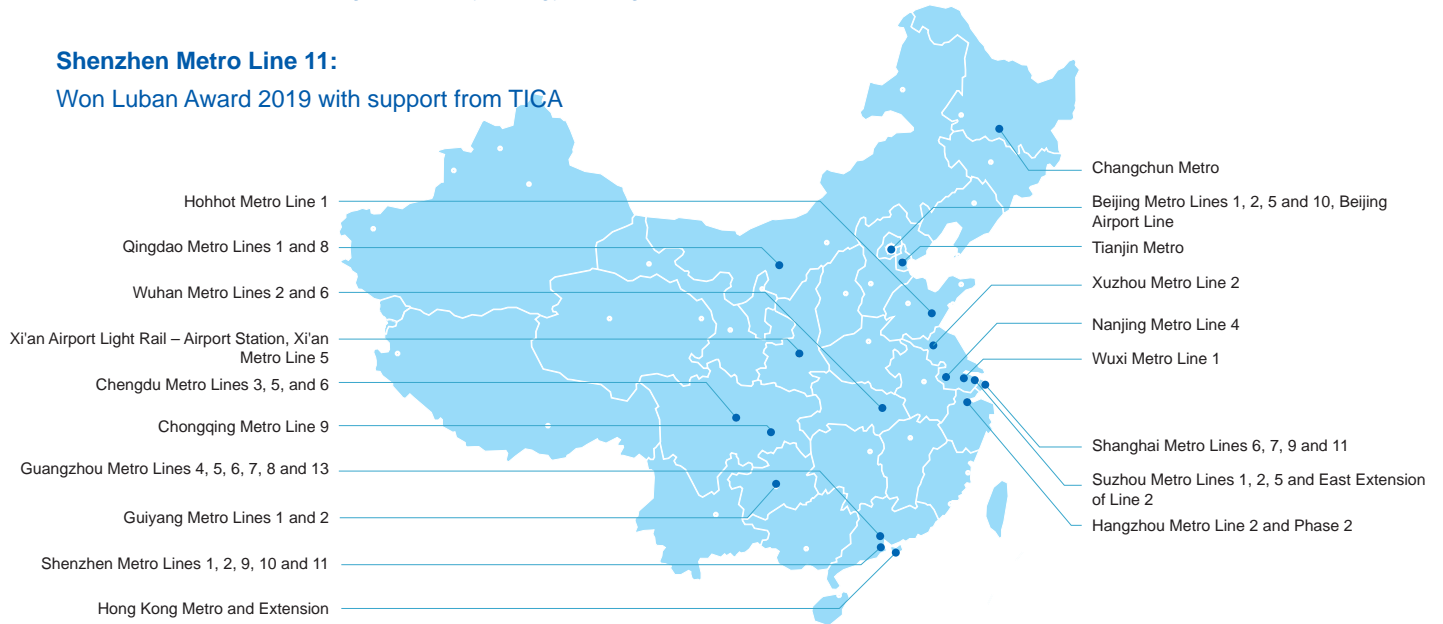 Shenzhen Metro Line 11:
Won Luban Award 2019 with support from TICA
Hohhot Metro Line 1
Qingdao Metro Lines 1 and 8
Wuhan Metro Lines 2 and 6
Xi'an Airport Light Rail – Airport Station, Xi'an
Metro Line 5
Chengdu Metro Lines 3, 5, and 6
Chongqing Metro Line 9
Guangzhou Metro Lines 4, 5, 6, 7, 8 and 13
Guiyang Metro Lines 1 and 2
Shenzhen Metro Lines 1, 2, 9, 10 and 11
Hong Kong Metro and Extension
Changchun Metro
Beijing Metro Lines 1, 2, 5 and 10, Beijing
Airport Line
Tianjin Metro
Xuzhou Metro Line 2
Nanjing Metro Line 4
Wuxi Metro Line 1
Shanghai Metro Lines 6, 7, 9 and 11
Suzhou Metro Lines 1, 2, 5 and East Extension
of Line 2
Hangzhou Metro Line 2 and Phase 2